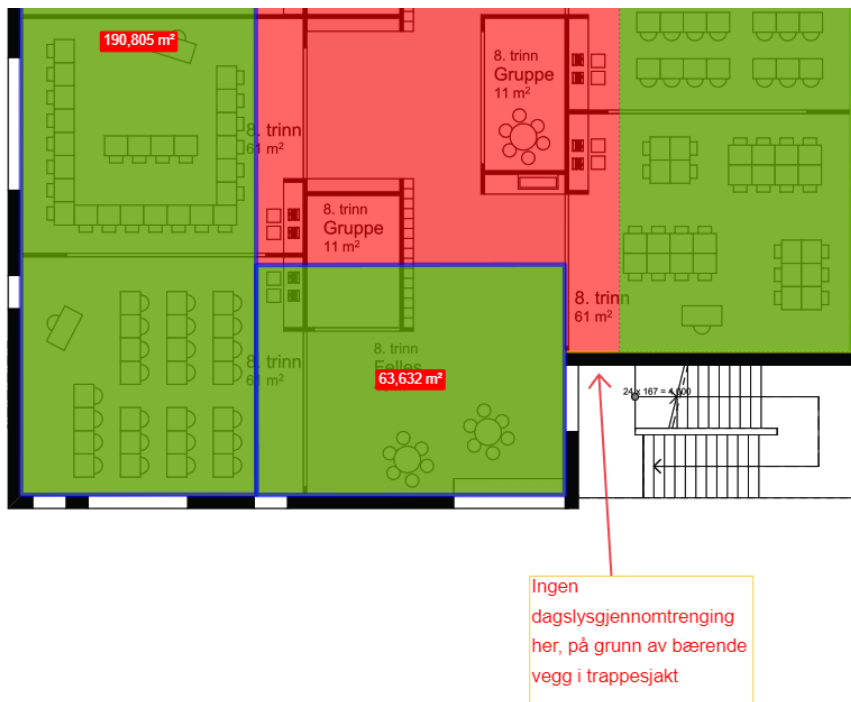 190,805 m²
8. trinn
Gruppe
11 m²
8. trinn
61 m²
8. trinn
Gruppe
11 m²
8. trinn
61 m²
8. trinn
61 m²
8. trinn
Felles
63,632 m²
24 x 167 = 4,000
Ingen
dagslysgjennomtrenging
her, på grunn av bærende
vegg i trappesjakt